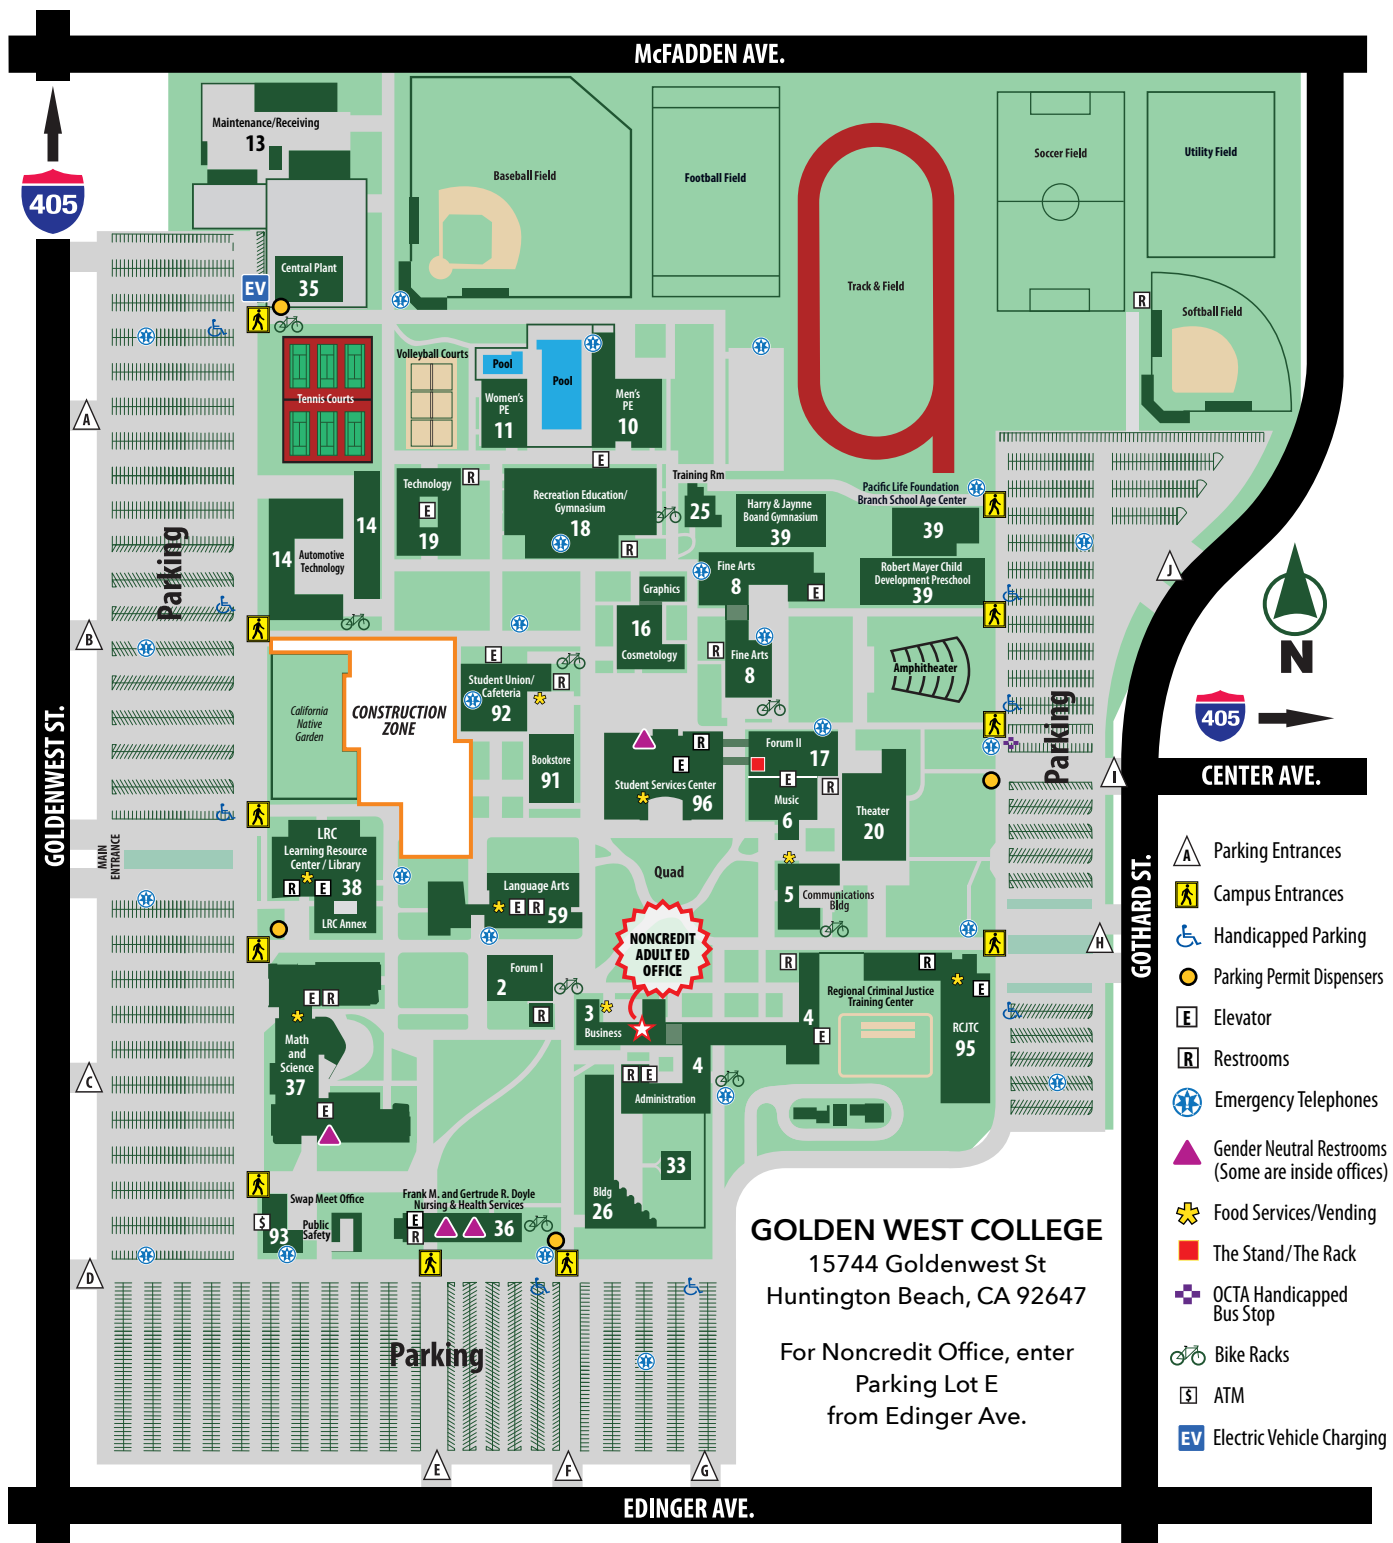 McFADDEN AVE.
405
Maintenance/Receiving
13
Baseball Field
Football Field
Soccer Field
Utility Field
Track & Field
Central Plant
35
EV
R
Softball Field
Volleyball Courts
Pool
Pool
Women's
PE
11
Men's
PE
10
Tennis Courts
A
E
R
Technology
E
19
Recreation Education/
Gymnasium
18
R
Training Rm
25
Harry & Jaynne
Board Gymnasium
39
Pacific Life Foundation
Branch School Age Center
39
14
14
Automotive
Technology
Parking
Fine Arts
8
E
Robert Mayer Child
Development Preschool
39
J
N
Graphics
16
Cosmetology
B
R
Fine Arts
8
Amphitheater
E
Student Union/
Cafeteria
92
R
California
Native
Garden
CONSTRUCTION
ZONE
GOLDENWEST ST.
Parking
405
CENTER AVE.
I
Bookstore
91
R
E
Student Services Center
96
Forum II
17
E
R
Music
6
Theater
20
MAIN
ENTRANCE
LRC
Learning Resource
Center / Library
R
E
38
LRC Annex
Language Arts
E
R
59
Quad
5
Communications
Bldg
NONCREDIT
ADULT ED
OFFICE
H
GOTHARD ST.
Forum I
2
R
3
Business
R
R
Regional Criminal Justice
Training Center
4
E
E
RCJTC
95
E
R
Math
and
Science
37
E
C
R
E
4
Administration
33
Bldg
26
Swap Meet Office
$
93
Public
Safety
Frank M. and Gertrude R. Doyle
Nursing & Health Services
E
R
36
D
Parking
E
F
G
GOLDEN WEST COLLEGE
15744 Goldenwest St
Huntington Beach, CA 92647
For Noncredit Office, enter
Parking Lot E
from Edinger Ave.
A
Parking Entrances
Campus Entrances
Handicapped Parking
Parking Permit Dispensers
E
Elevator
R
Restrooms
Emergency Telephones
Gender Neutral Restrooms
(Some are inside offices)
Food Services/Vending
The Stand/The Rack
OCTA Handicapped
Bus Stop
Bike Racks
$
ATM
EV
Electric Vehicle Charging
EDINGER AVE.